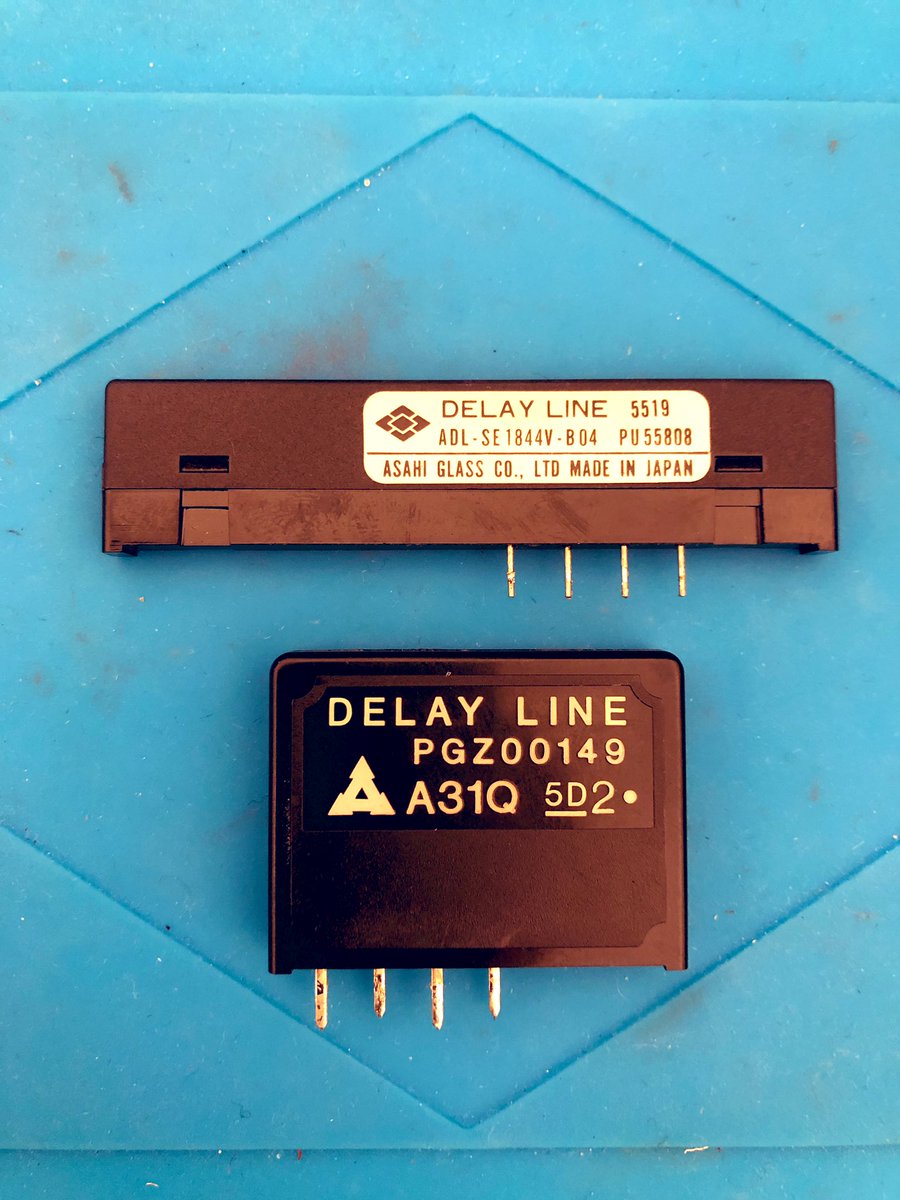 DELAY LINE 5519
ADL-SE1844V-B04 PU55808
ASAHI GLASS CO., LTD MADE IN JAPAN
DELAY LINE
PGZ00149
A A31Q 5D2•